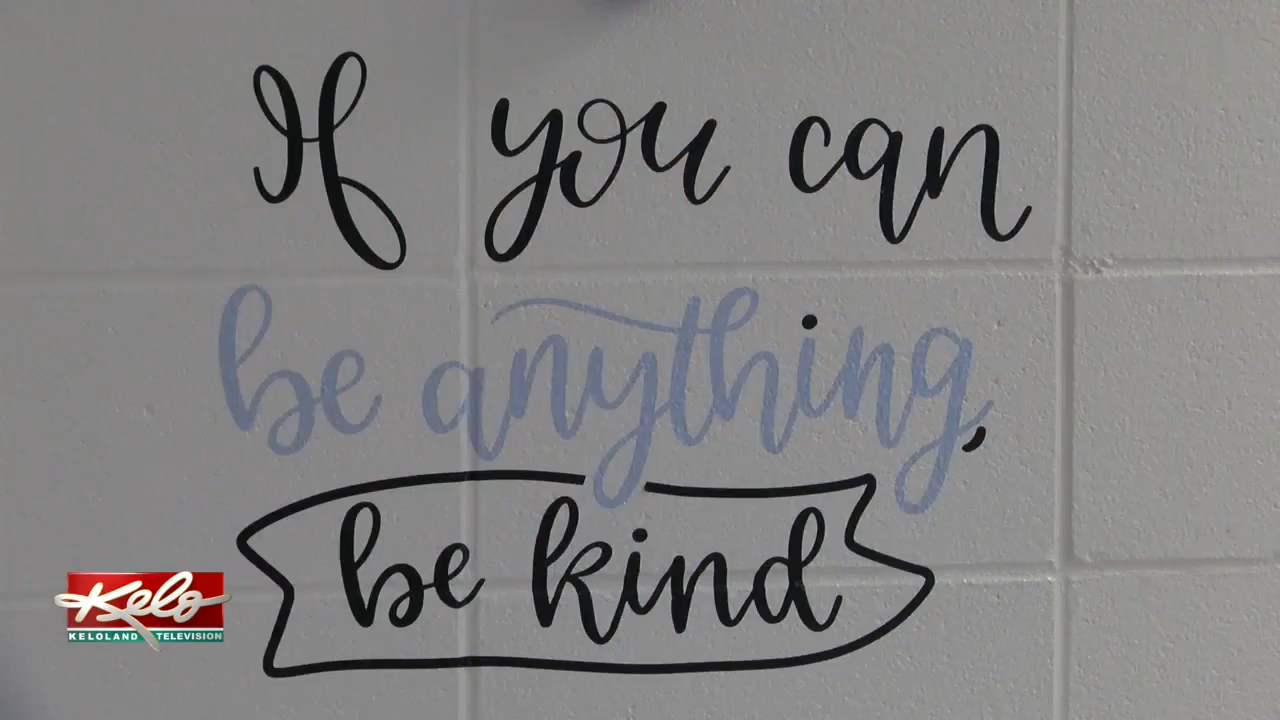 If you can
be anything,
be kind
Kelo
KELOLAND TELEVISION